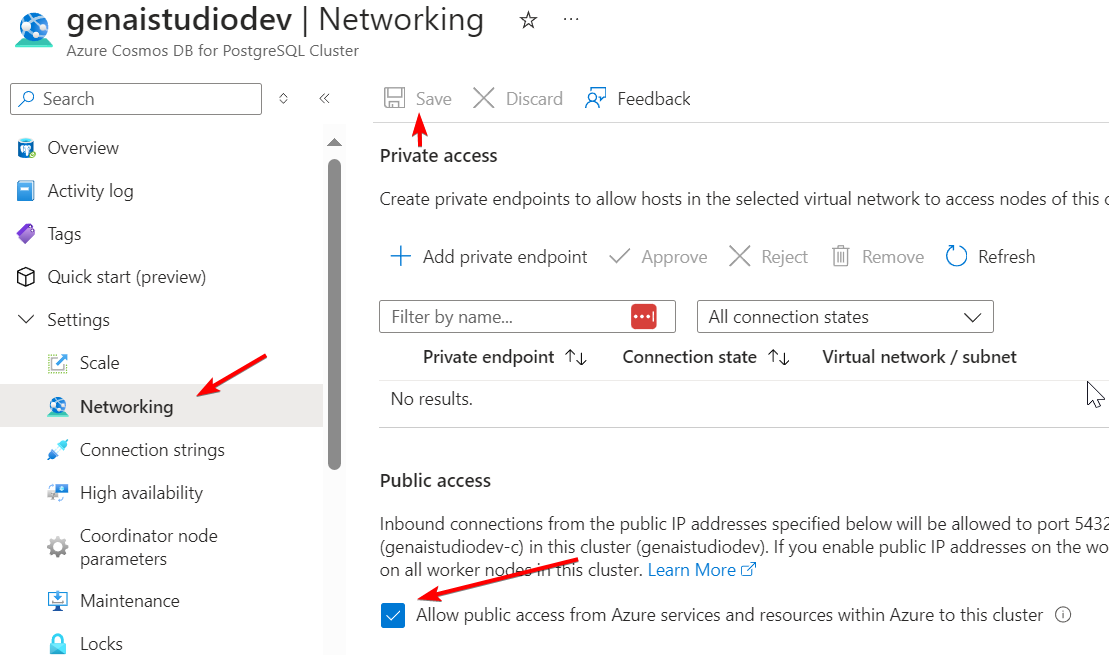 genaistudiodev | Networking
Azure Cosmos DB for PostgreSQL Cluster
Search
Overview
Activity log
Tags
Quick start (preview)
Settings
Scale
Networking
Connection strings
High availability
Coordinator node
parameters
Maintenance
Locks
Save Discard Feedback
Private access
Create private endpoints to allow hosts in the selected virtual network to access nodes of this
Add private endpoint Approve Reject Remove Refresh
Filter by name... All connection states
Private endpoint Connection state Virtual network / subnet
No results.
Public access
Inbound connections from the public IP addresses specified below will be allowed to port 5432
(genaistudiodev-c) in this cluster (genaistudiodev). If you enable public IP addresses on the wo
on all worker nodes in this cluster. Learn More
Allow public access from Azure services and resources within Azure to this cluster